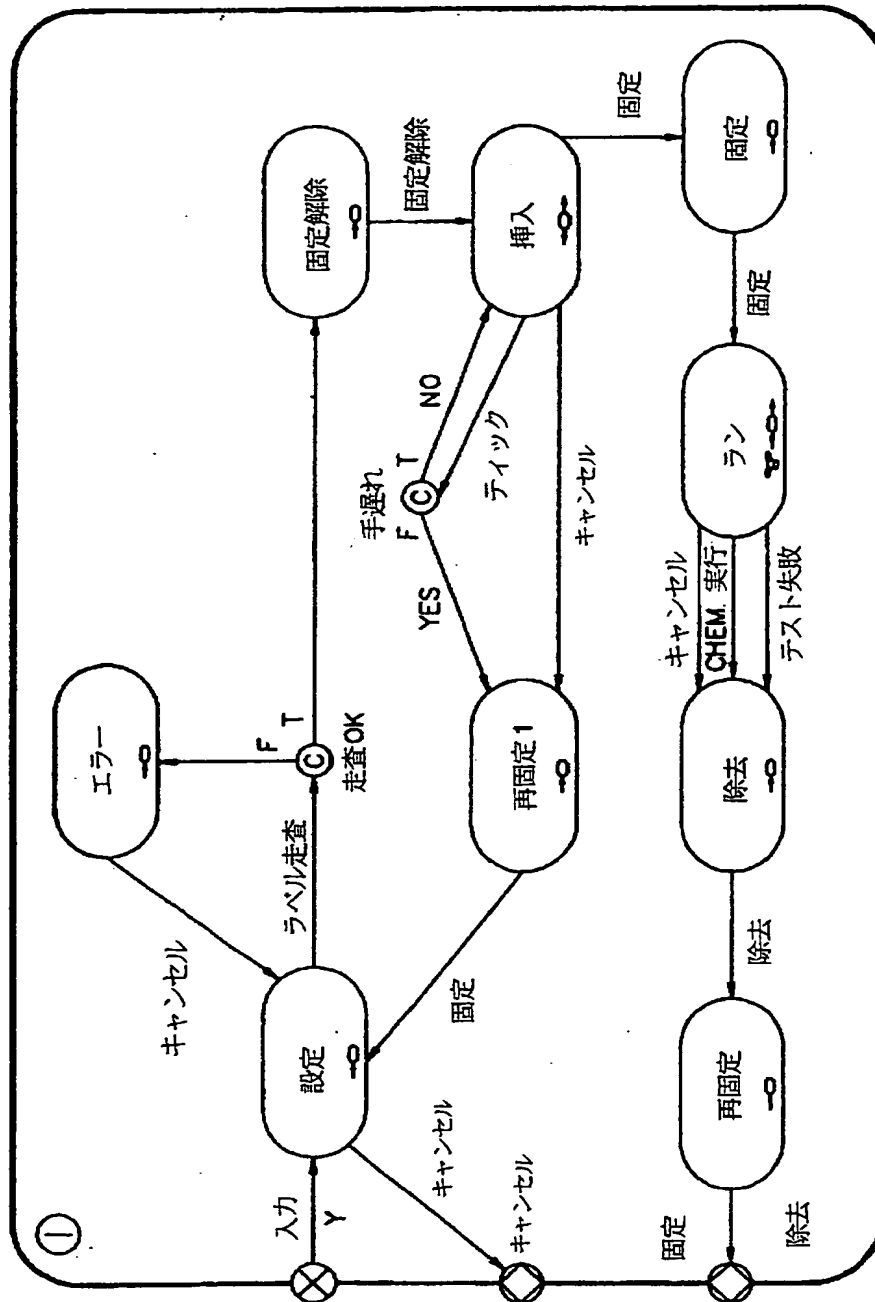 ①
エラー
キャンセル
F
T
走査OK
C
ラベル走査
入力
Y
設定
キャンセル
キャンセル
固定解除
固定解除
手遅れ
F
T
C
YES
NO
ティック
挿入
キャンセル
再固定1
固定
固定
固定
固定
ラン
キャンセル
CHEM. 実行
テスト失敗
除去
除去
再固定
固定
除去